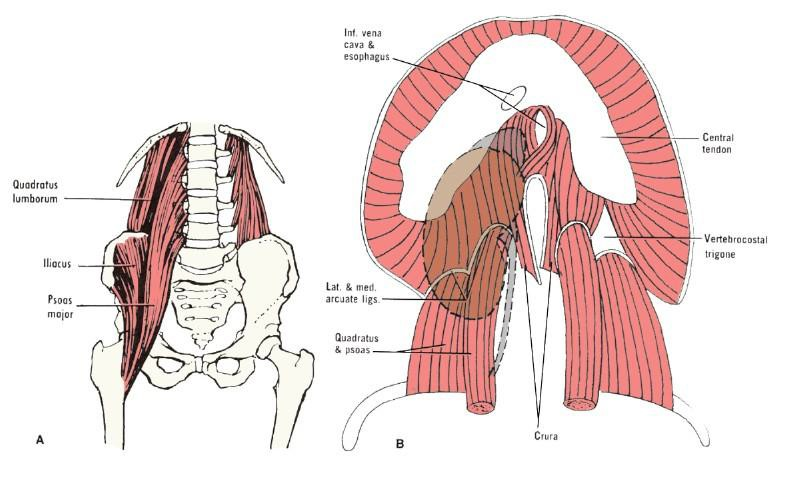 Quadratus
lumborum
Iliacus
Psoas
major
A
Inf. vena
cava &
esophagus
Central
tendon
Vertebrocostal
trigone
Lat. & med.
arcuate ligs.
Quadratus
& psoas
Crura
B